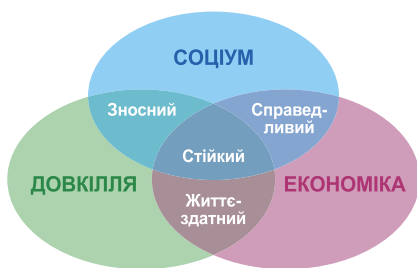 СОЦІУМ
Зносний
Справед-
ливий
Стійкий
ДОВКІЛЛЯ
ЕКОНОМІКА
Життє-
здатний